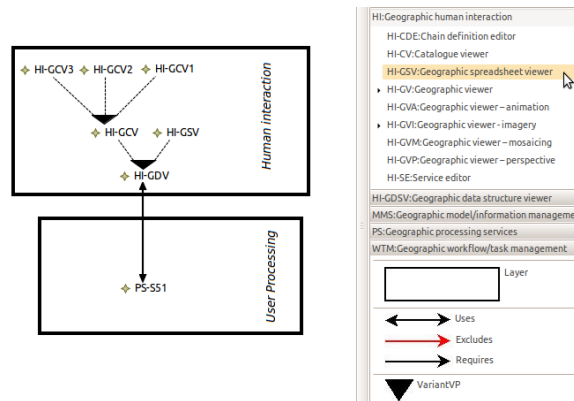 HI-GCV3 HI-GCV2 HI-GCV1
HI-GCV HI-GSV
HI-GDV
Human interaction
PS-S51
User Processing
HI:Geographic human interaction
HI-CDE:Chain definition editor
HI-CV:Catalogue viewer
HI-GSV:Geographic spreadsheet viewer
HI-GV:Geographic viewer
HI-GVA:Geographic viewer – animation
HI-GVI:Geographic viewer - imagery
HI-GVM:Geographic viewer – mosaicing
HI-GVP:Geographic viewer – perspective
HI-SE:Service editor
HI-GDSV:Geographic data structure viewer
MMS:Geographic model/information manageme
PS:Geographic processing services
WTM:Geographic workflow/task management
Layer
Uses
Excludes
Requires
VariantVP